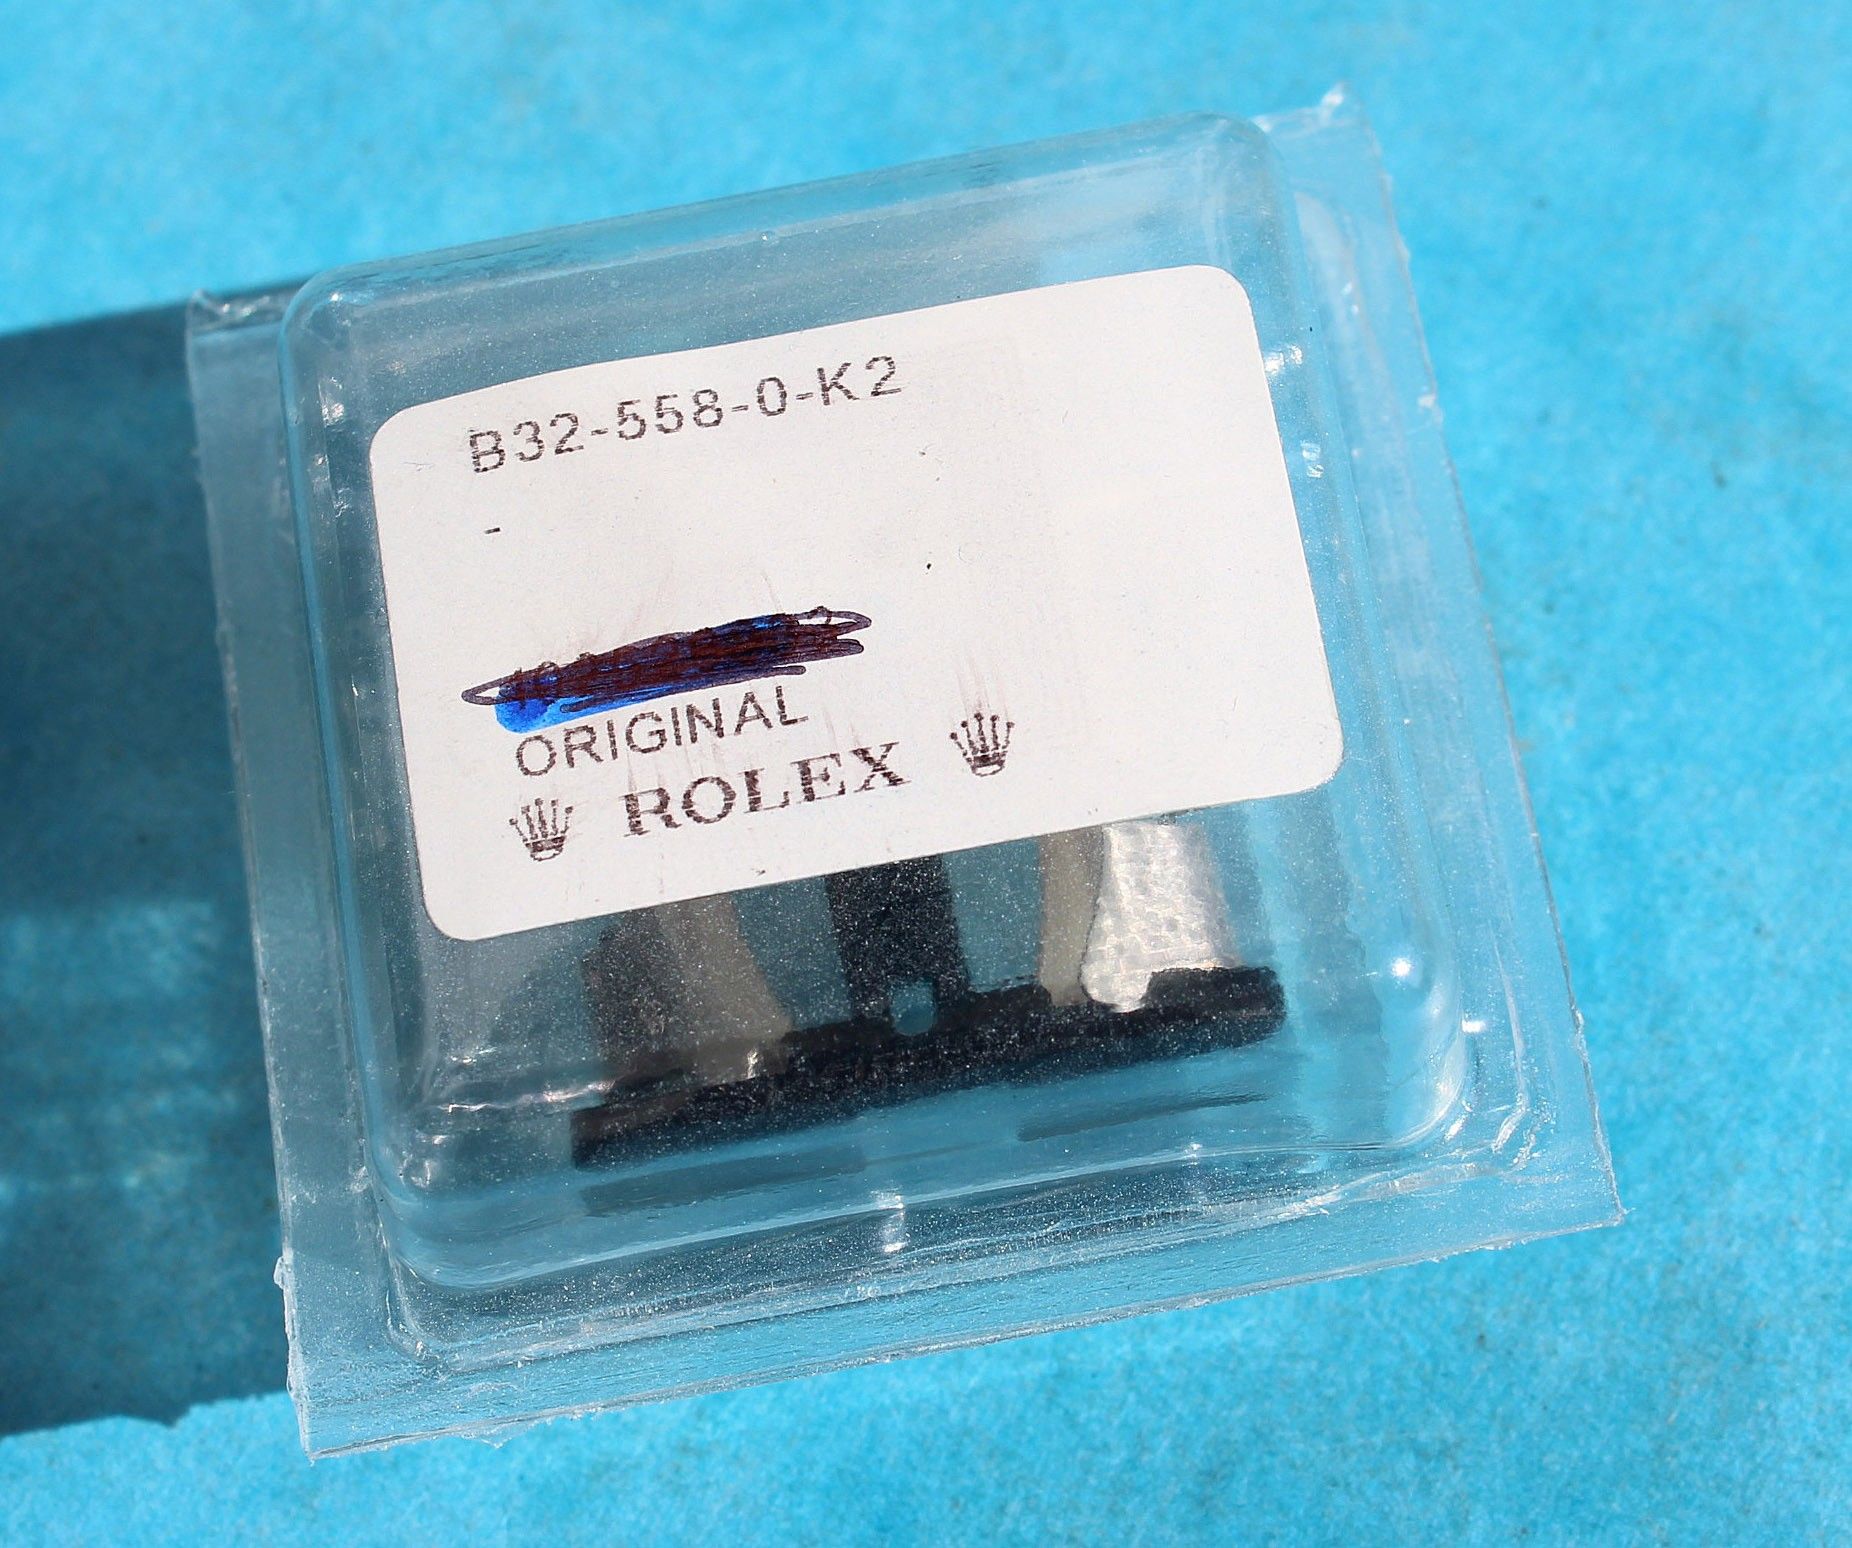 B32-558-0-K2
-
ORIGINAL
ROLEX